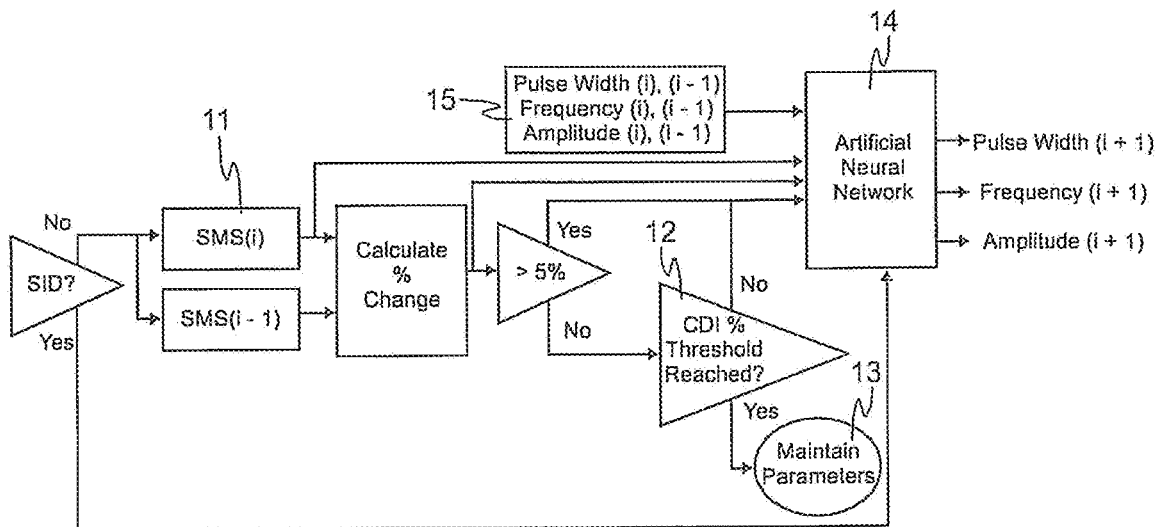 14
Pulse Width (i), (i - 1)
15
Frequency (i), (i - 1)
Amplitude (i), (i - 1)
11
Artificial
Neural
Network
Pulse Width (i + 1)
Frequency (i + 1)
Amplitude (i + 1)
No
SMS(i)
Calculate
%
Change
Yes
12
> 5%
SID?
No
SMS(i - 1)
CDI %
Threshold
Reached?
Yes
No
13
Yes
Maintain
Parameters